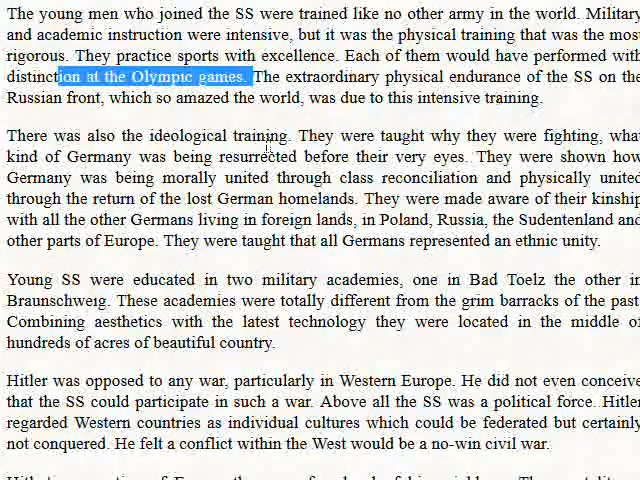 The young men who joined the SS were trained like no other army in the world. Military
and academic instruction were intensive, but it was the physical training that was the most
rigorous. They practice sports with excellence. Each of them would have performed with
distinction at the Olympic games. The extraordinary physical endurance of the SS on the
Russian front, which so amazed the world, was due to this intensive training.
There was also the ideological training. They were taught why they were fighting, what
kind of Germany was being resurrected before their very eyes. They were shown how
Germany was being morally united through class reconciliation and physically united
through the return of the lost German homelands. They were made aware of their kinship
with all the other Germans living in foreign lands, in Poland, Russia, the Sudentenland and
other parts of Europe. They were taught that all Germans represented an ethnic unity.
Young SS were educated in two military academies, one in Bad Toelz the other in
Braunschweig. These academies were totally different from the grim barracks of the past.
Combining aesthetics with the latest technology they were located in the middle of
hundreds of acres of beautiful country.
Hitler was opposed to any war, particularly in Western Europe. He did not even conceive
that the SS could participate in such a war. Above all the SS was a political force. Hitler
regarded Western countries as individual cultures which could be federated but certainly
not conquered. He felt a conflict within the West would be a no-win civil war.